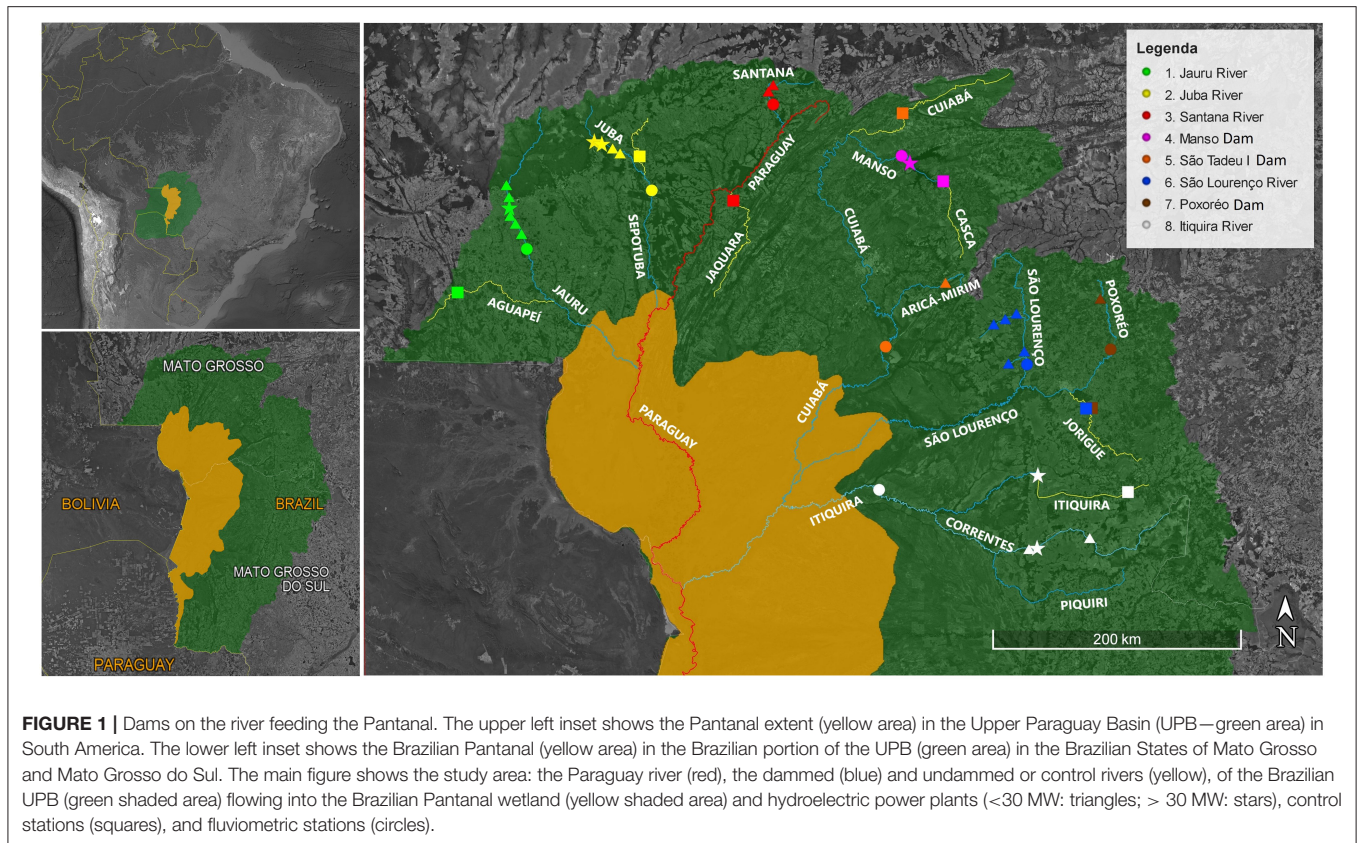 MATO GROSSO
BOLIVIA
BRAZIL
MATO GROSSO
DO SUL
PARAGUAY
SANTANA
CUIABÁ
JUBA
PARAGUAY
MANSO
CASCA
SEPOTUBA
JAQUARA
CUIABÁ
JAURU
AGUAPEÍ
ARICÁ-MIRIM
SÃO LOURENÇO
POXORÉO
CUIABÁ
PARAGUAY
SÃO LOURENÇO
JORIGUE
ITIQUIRA
ITIQUIRA
CORRENTES
PIQUIRI
Legenda
1. Jauru River
2. Juba River
3. Santana River
4. Manso Dam
5. São Tadeu I Dam
6. São Lourenço River
7. Poxoréo Dam
8. Itiquira River
N
200 km
FIGURE 1 | Dams on the river feeding the Pantanal. The upper left inset shows the Pantanal extent (yellow area) in the Upper Paraguay Basin (UPB—green area) in
South America. The lower left inset shows the Brazilian Pantanal (yellow area) in the Brazilian portion of the UPB (green area) in the Brazilian States of Mato Grosso
and Mato Grosso do Sul. The main figure shows the study area: the Paraguay river (red), the dammed (blue) and undammed or control rivers (yellow), of the Brazilian
UPB (green shaded area) flowing into the Brazilian Pantanal wetland (yellow shaded area) and hydroelectric power plants (<30 MW: triangles; > 30 MW: stars), control
stations (squares), and fluviometric stations (circles).